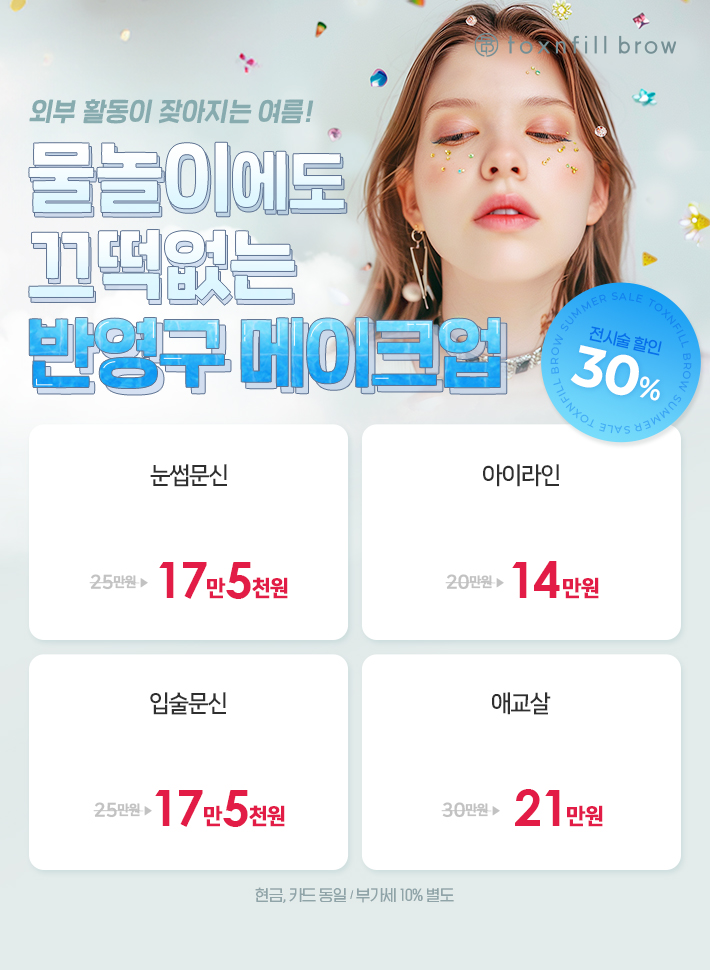 toxnfill brow
외부 활동이 잦아지는 여름!
물놀이에도
끄떡없는
반영구 메이크업
SUMMER SALE TOXNFILL BROW SUMMER SALE TOXNFILL BROW
전시술 할인
30%
눈썹문신
25만원 ▶ 17만5천원
아이라인
20만원 ▶ 14만원
입술문신
25만원 ▶ 17만5천원
애교살
30만원 ▶ 21만원
현금, 카드 동일 / 부가세 10% 별도